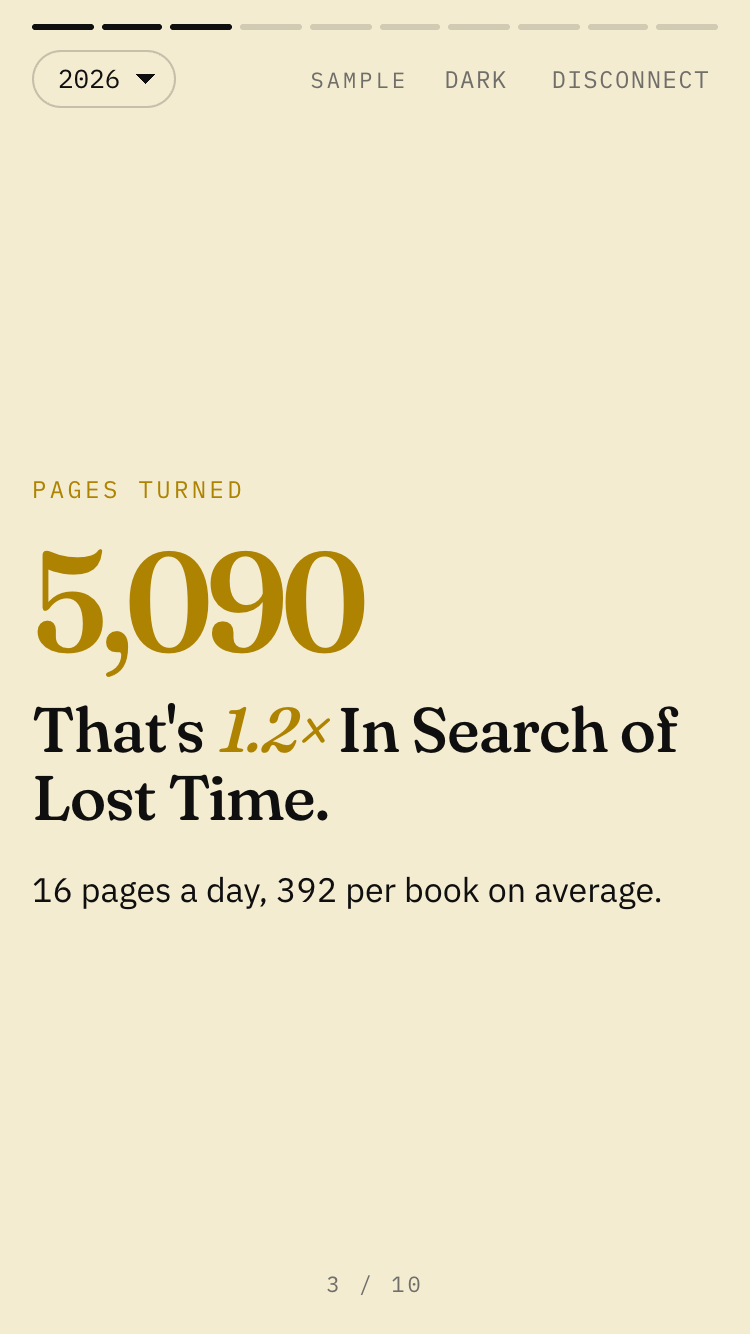 2026
SAMPLE DARK DISCONNECT
PAGES TURNED
5,090
That's 1.2× In Search of
Lost Time.
16 pages a day, 392 per book on average.
3 / 10